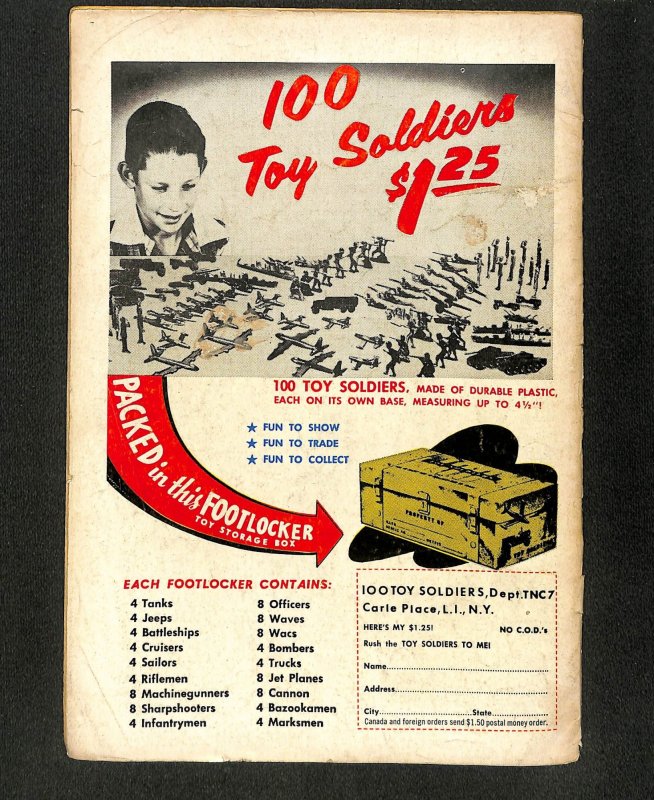 100
Toy Soldiers
$1.25
100 TOY SOLDIERS, MADE OF DURABLE PLASTIC,
EACH ON ITS OWN BASE, MEASURING UP TO 4½"!
★ FUN TO SHOW
★ FUN TO TRADE
★ FUN TO COLLECT
PACKED in this FOOTLOCKER
TOY STORAGE BOX
PROPERTY OF
EACH FOOTLOCKER CONTAINS:
4 Tanks
4 Jeeps
4 Battleships
4 Cruisers
4 Sailors
4 Riflemen
8 Machinegunners
8 Sharpshooters
4 Infantrymen
8 Officers
8 Waves
8 Wacs
4 Bombers
4 Trucks
8 Jet Planes
8 Cannon
4 Bazookamen
4 Marksmen
100 TOY SOLDIERS, Dept. TNC7
Carle Place, L.I., N.Y.
HERE'S MY $1.25! NO C.O.D.'s
Rush the TOY SOLDIERS TO ME!
Name
Address
City State
Canada and foreign orders send $1.50 postal money order.